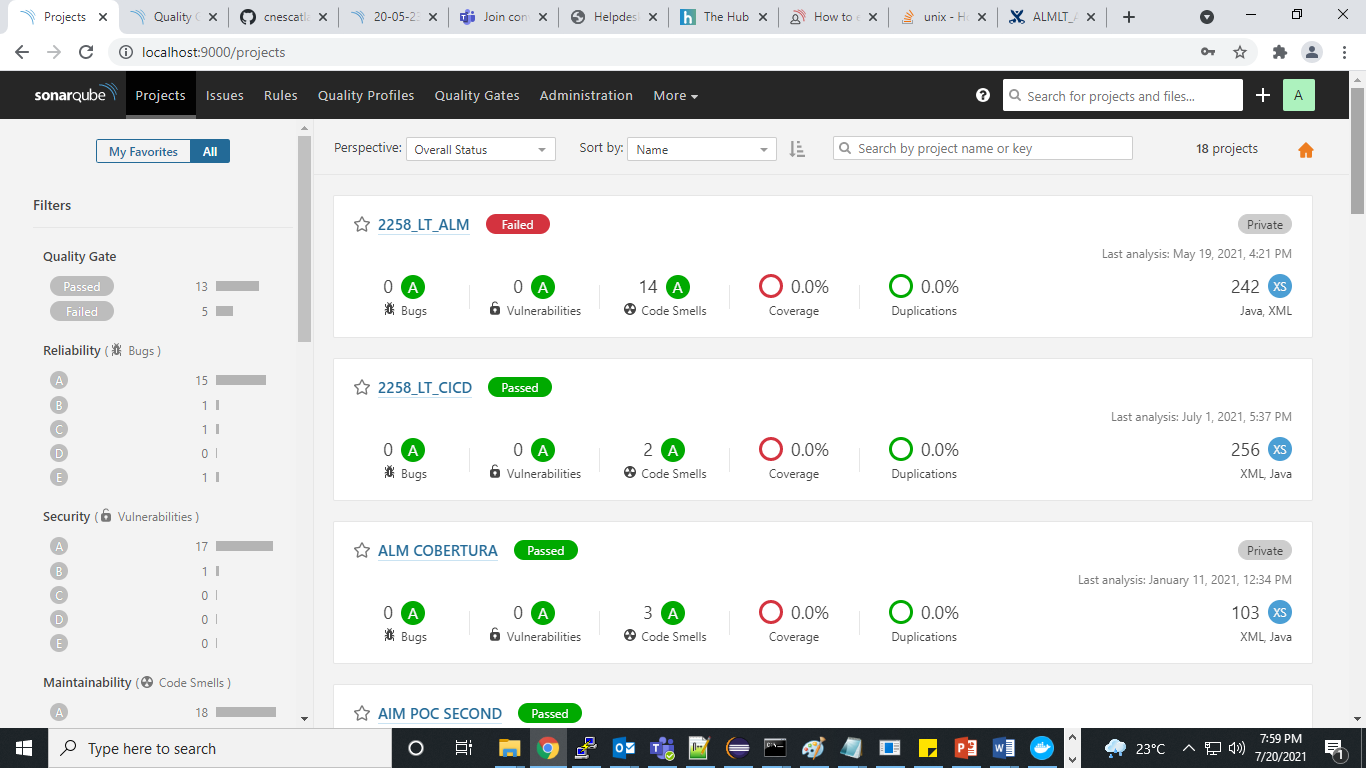 Projects Quality G cnescatla 20-05-23 Join con Helpdesk The Hub How to e unix - Ho ALMLT_A
localhost:9000/projects
sonarqube Projects Issues Rules Quality Profiles Quality Gates Administration More Search for projects and files... A
My Favorites All
Perspective: Overall Status Sort by: Name Search by project name or key 18 projects
Filters
Quality Gate
Passed 13
Failed 5
Reliability ( Bugs )
A 15
B 1
C 1
D 0
E 1
Security ( Vulnerabilities )
A 17
B 1
C 0
D 0
E 0
Maintainability ( Code Smells )
A 18
2258_LT_ALM Failed Private
Last analysis: May 19, 2021, 4:21 PM
0 A 0 A 14 A 0.0% 0.0% 242 XS
Bugs Vulnerabilities Code Smells Coverage Duplications Java, XML
2258_LT_CICD Passed
Last analysis: July 1, 2021, 5:37 PM
0 A 0 A 2 A 0.0% 0.0% 256 XS
Bugs Vulnerabilities Code Smells Coverage Duplications XML, Java
ALM COBERTURA Passed Private
Last analysis: January 11, 2021, 12:34 PM
0 A 0 A 3 A 0.0% 0.0% 103 XS
Bugs Vulnerabilities Code Smells Coverage Duplications XML, Java
AIM POC SECOND Passed
Type here to search 23°C 7:59 PM
7/20/2021 1